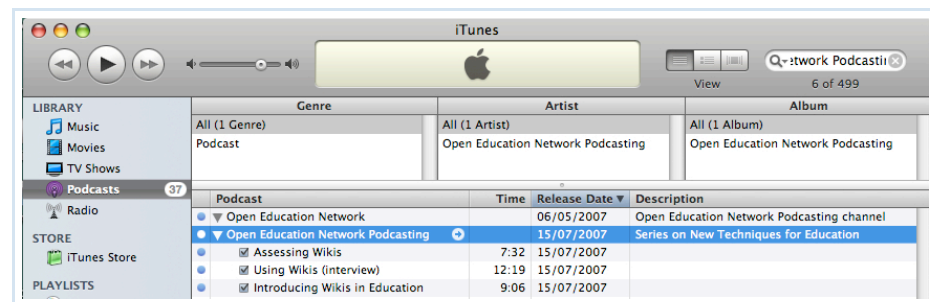 iTunes
View
etwork Podcastin
6 of 499
LIBRARY
Music
Movies
TV Shows
Podcasts 37
Radio
STORE
iTunes Store
PLAYLISTS
Genre Artist Album
All (1 Genre) All (1 Artist) All (1 Album)
Podcast Open Education Network Podcasting Open Education Network Podcasting
Podcast Time Release Date Description
Open Education Network 06/05/2007 Open Education Network Podcasting channel
Open Education Network Podcasting 15/07/2007 Series on New Techniques for Education
Assessing Wikis 7:32 15/07/2007
Using Wikis (interview) 12:19 15/07/2007
Introducing Wikis in Education 9:06 15/07/2007